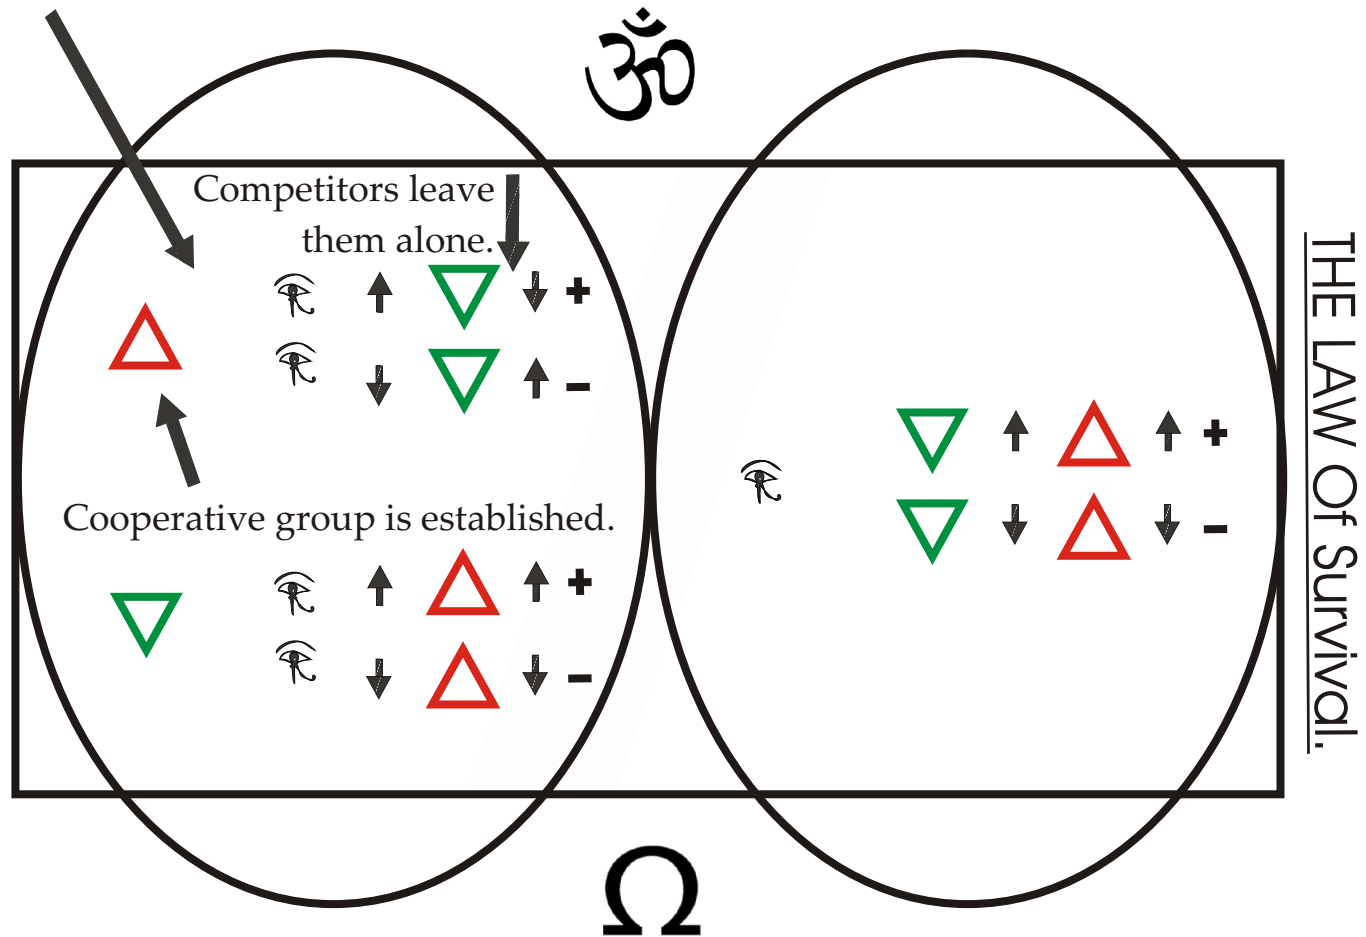 ॐ
Competitors leave
them alone.
+
-
Cooperative group is established.
+
-
+
-
THE LAW Of Survival.
Ω